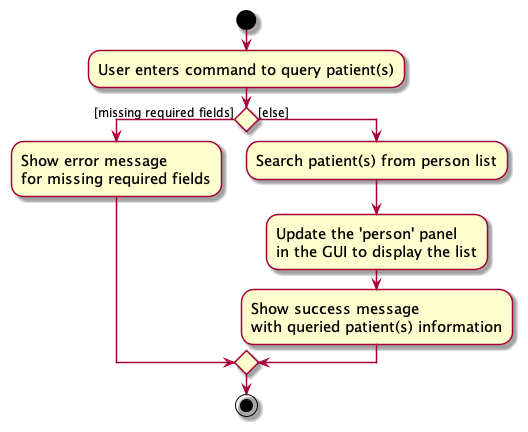 User enters command to query patient(s)
[missing required fields]
[else]
Show error message
for missing required fields
Search patient(s) from person list
Update the 'person' panel
in the GUI to display the list
Show success message
with queried patient(s) information